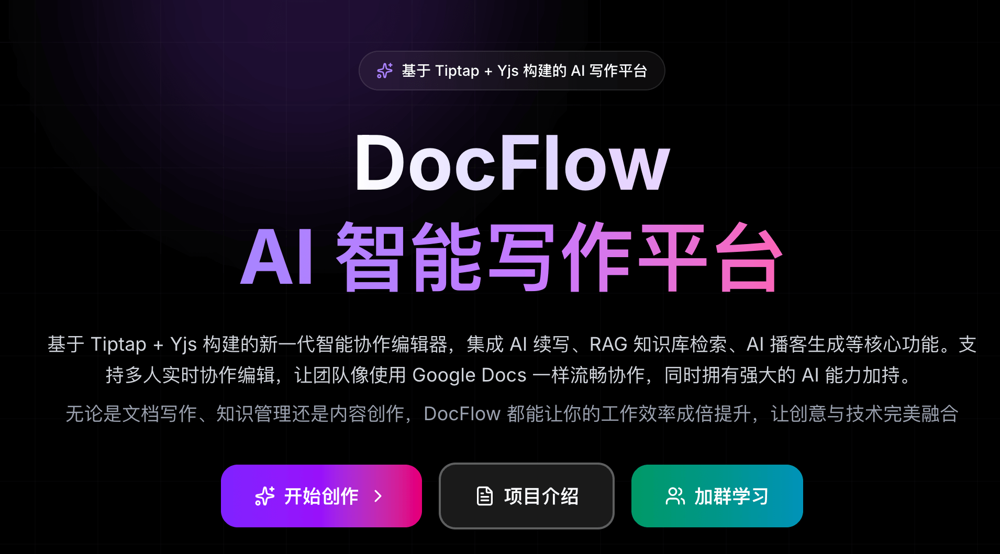 基于 Tiptap + Yjs 构建的 AI 写作平台
DocFlow
AI 智能写作平台
基于 Tiptap + Yjs 构建的新一代智能协作编辑器，集成 AI 续写、RAG 知识库检索、AI 播客生成等核心功能。支
持多人实时协作编辑，让团队像使用 Google Docs 一样流畅协作，同时拥有强大的 AI 能力加持。
无论是文档写作、知识管理还是内容创作，DocFlow 都能让你的工作效率成倍提升，让创意与技术完美融合
开始创作
项目介绍
加群学习